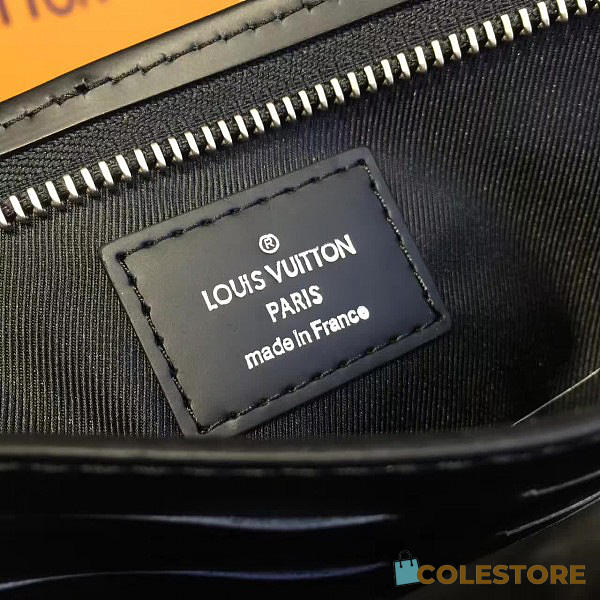 ®
LOUIS VUITTON
PARIS
made in France
COLESTORE